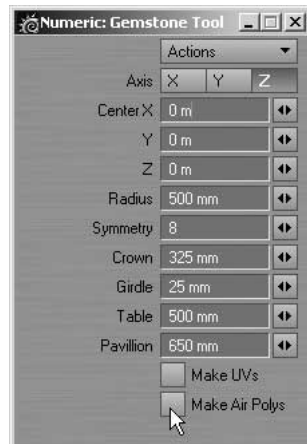 Numeric: Gemstone Tool
Actions
Axis X Y Z
Center X 0 m
Y 0 m
Z 0 m
Radius 500 mm
Symmetry 8
Crown 325 mm
Girdle 25 mm
Table 500 mm
Pavillion 650 mm
Make UVs
Make Air Polys